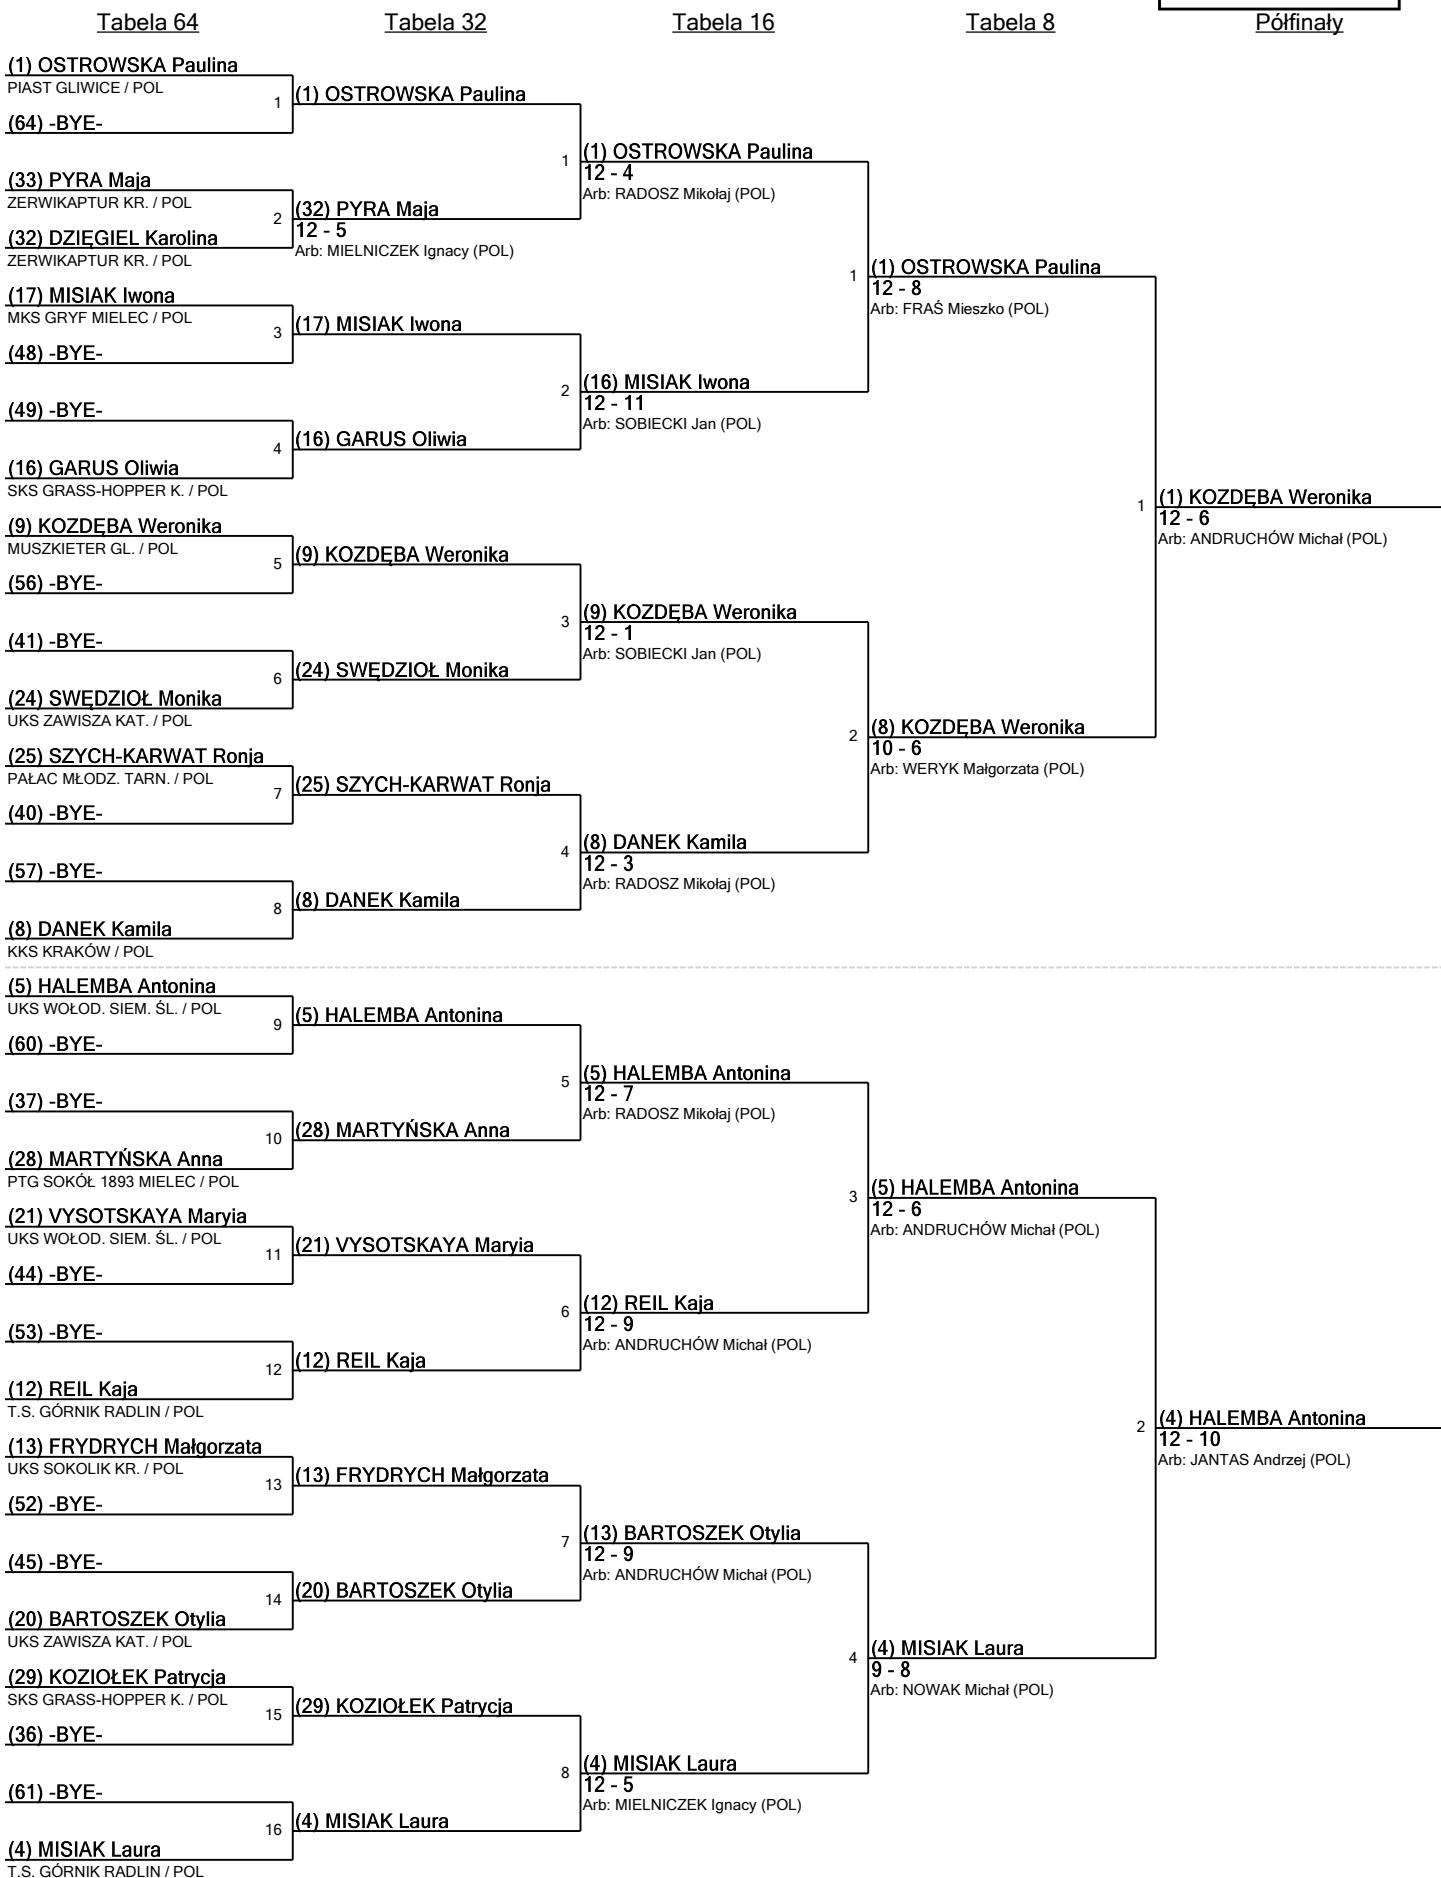 Tabela 64
Tabela 32
Tabela 16
Tabela 8
Półfinały
(1) OSTROWSKA Paulina
PIAST GLIWICE / POL
1
(64) -BYE-
(33) PYRA Maja
ZERWIKAPTUR KR. / POL
2
(32) DZIĘGIEL Karolina
ZERWIKAPTUR KR. / POL
(17) MISIAK Iwona
MKS GRYF MIELEC / POL
3
(48) -BYE-
(49) -BYE-
4
(16) GARUS Oliwia
SKS GRASS-HOPPER K. / POL
(9) KOZDĘBA Weronika
MUSZKIETER GL. / POL
5
(56) -BYE-
(41) -BYE-
6
(24) SWĘDZIOŁ Monika
UKS ZAWISZA KAT. / POL
(25) SZYCH-KARWAT Ronja
PAŁAC MŁODZ. TARN. / POL
7
(40) -BYE-
(57) -BYE-
8
(8) DANEK Kamila
KKS KRAKÓW / POL
(5) HALEMBA Antonina
UKS WOŁOD. SIEM. ŚL. / POL
9
(60) -BYE-
(37) -BYE-
10
(28) MARTYŃSKA Anna
PTG SOKÓŁ 1893 MIELEC / POL
(21) VYSOTSKAYA Maryia
UKS WOŁOD. SIEM. ŚL. / POL
11
(44) -BYE-
(53) -BYE-
12
(12) REIL Kaja
T.S. GÓRNIK RADLIN / POL
(13) FRYDRYCH Małgorzata
UKS SOKOLIK KR. / POL
13
(52) -BYE-
(45) -BYE-
14
(20) BARTOSZEK Otylia
UKS ZAWISZA KAT. / POL
(29) KOZIOŁEK Patrycja
SKS GRASS-HOPPER K. / POL
15
(36) -BYE-
(61) -BYE-
16
(4) MISIAK Laura
T.S. GÓRNIK RADLIN / POL
(1) OSTROWSKA Paulina
1
(32) PYRA Maja
12 - 5
Arb: MIELNICZEK Ignacy (POL)
(17) MISIAK Iwona
2
(16) GARUS Oliwia
(9) KOZDĘBA Weronika
3
(24) SWĘDZIOŁ Monika
(25) SZYCH-KARWAT Ronja
4
(8) DANEK Kamila
(5) HALEMBA Antonina
5
(28) MARTYŃSKA Anna
(21) VYSOTSKAYA Maryia
6
(12) REIL Kaja
(13) FRYDRYCH Małgorzata
7
(20) BARTOSZEK Otylia
(29) KOZIOŁEK Patrycja
8
(4) MISIAK Laura
(1) OSTROWSKA Paulina
12 - 4
Arb: RADOSZ Mikołaj (POL)
1
(16) MISIAK Iwona
12 - 11
Arb: SOBIECKI Jan (POL)
(9) KOZDĘBA Weronika
12 - 1
Arb: SOBIECKI Jan (POL)
2
(8) DANEK Kamila
12 - 3
Arb: RADOSZ Mikołaj (POL)
(5) HALEMBA Antonina
12 - 7
Arb: RADOSZ Mikołaj (POL)
3
(12) REIL Kaja
12 - 9
Arb: ANDRUCHÓW Michał (POL)
(13) BARTOSZEK Otylia
12 - 9
Arb: ANDRUCHÓW Michał (POL)
4
(4) MISIAK Laura
12 - 5
Arb: MIELNICZEK Ignacy (POL)
(1) OSTROWSKA Paulina
12 - 8
Arb: FRAŚ Mieszko (POL)
1
(8) KOZDĘBA Weronika
10 - 6
Arb: WERYK Małgorzata (POL)
(5) HALEMBA Antonina
12 - 6
Arb: ANDRUCHÓW Michał (POL)
2
(4) MISIAK Laura
9 - 8
Arb: NOWAK Michał (POL)
(1) KOZDĘBA Weronika
12 - 6
Arb: ANDRUCHÓW Michał (POL)
(4) HALEMBA Antonina
12 - 10
Arb: JANTAS Andrzej (POL)